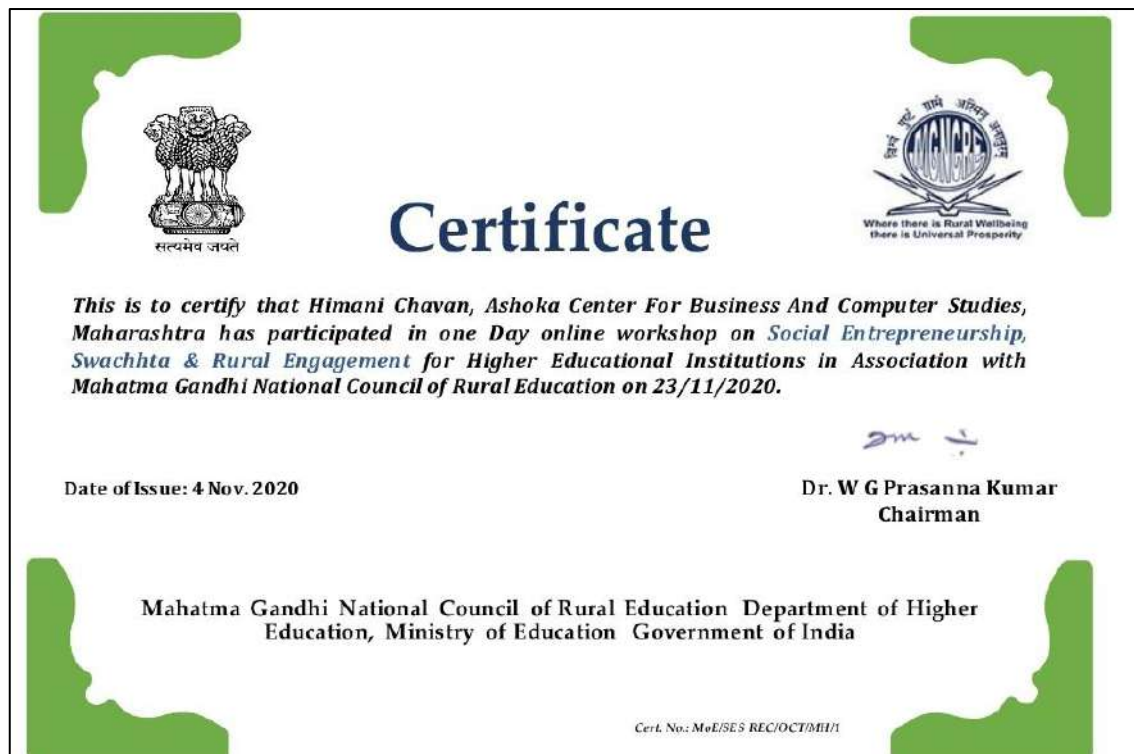 सत्यमेव जयते
विश्वं पुष्टं ग्रामे अस्मिन् अनातुरम्
MGNCRE
Where there is Rural Wellbeing
there is Universal Prosperity
Certificate
This is to certify that Himani Chavan, Ashoka Center For Business And Computer Studies,
Maharashtra has participated in one Day online workshop on Social Entrepreneurship,
Swachhta & Rural Engagement for Higher Educational Institutions in Association with
Mahatma Gandhi National Council of Rural Education on 23/11/2020.
Date of Issue: 4 Nov. 2020
Dr. W G Prasanna Kumar
Chairman
Mahatma Gandhi National Council of Rural Education Department of Higher
Education, Ministry of Education Government of India
Cert. No.: MoE/SES REC/OCT/MH/1